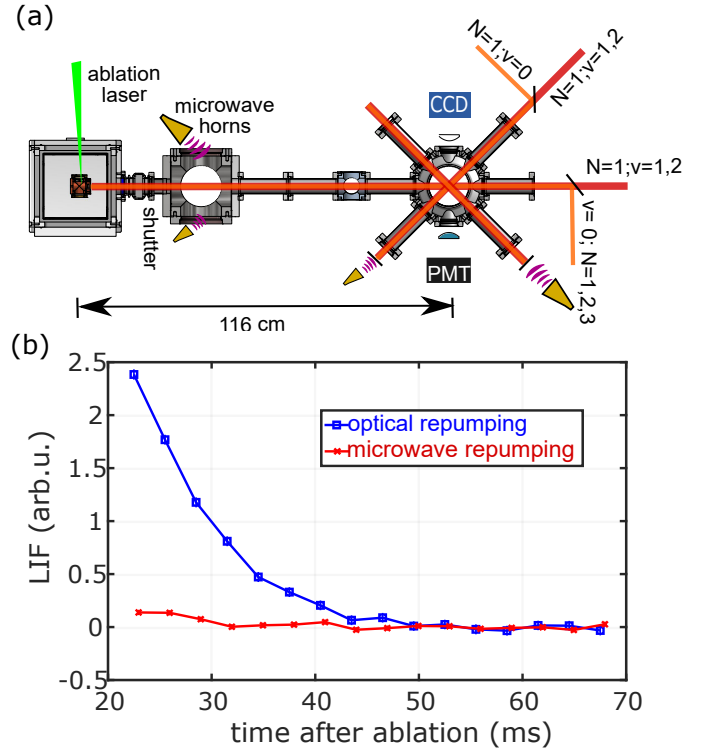 (a)
ablation
laser
microwave
horns
shutter
CCD
PMT
N=1;v=0
N=1;v=1,2
N=1;v=1,2
v= 0; N=1,2,3
116 cm
(b)
LIF (arb.u.)
2.5
2
1.5
1
0.5
0
-0.5
optical repumping
microwave repumping
20
30
40
50
60
70
time after ablation (ms)